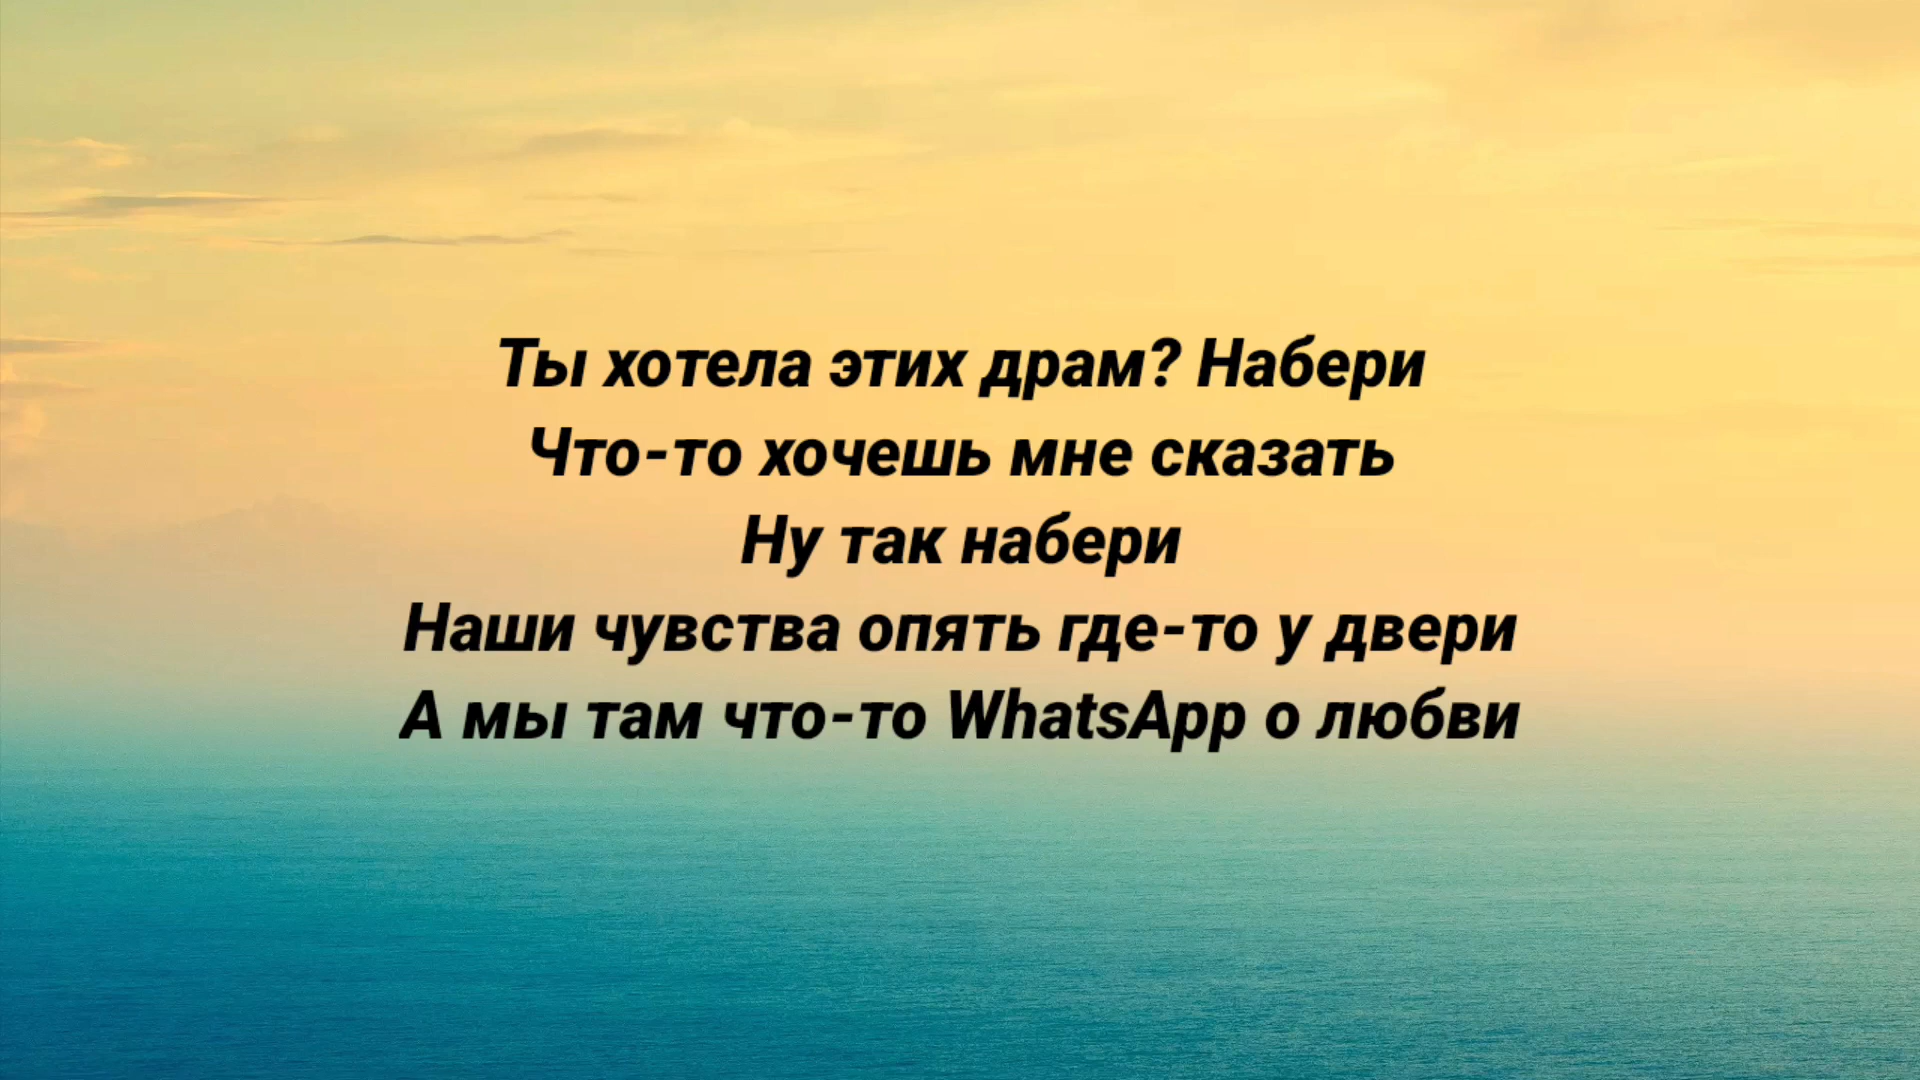 Ты хотела этих драм? Набери
Что-то хочешь мне сказать
Ну так набери
Наши чувства опять где-то у двери
А мы там что-то WhatsApp о любви